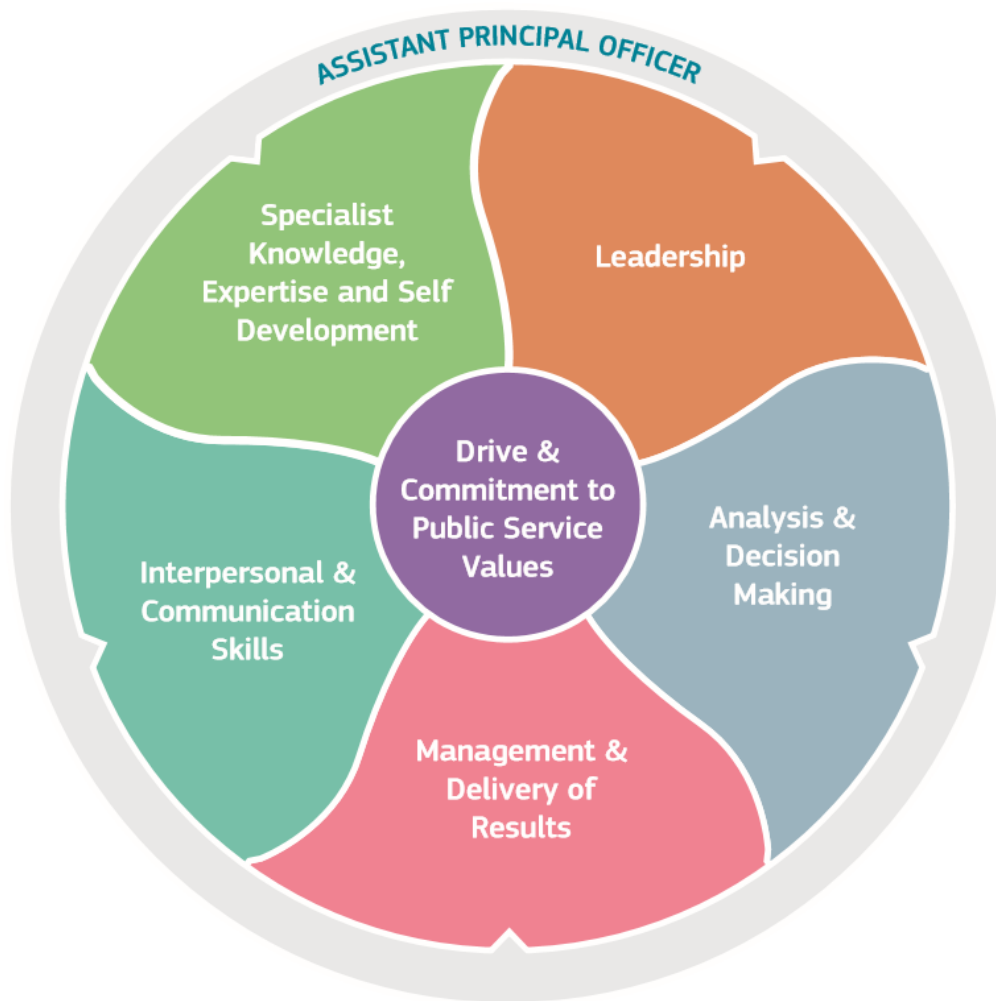 ASSISTANT PRINCIPAL OFFICER
Specialist
Knowledge,
Expertise and Self
Development
Leadership
Drive &
Commitment to
Public Service
Values
Analysis &
Decision
Making
Interpersonal &
Communication
Skills
Management &
Delivery of
Results